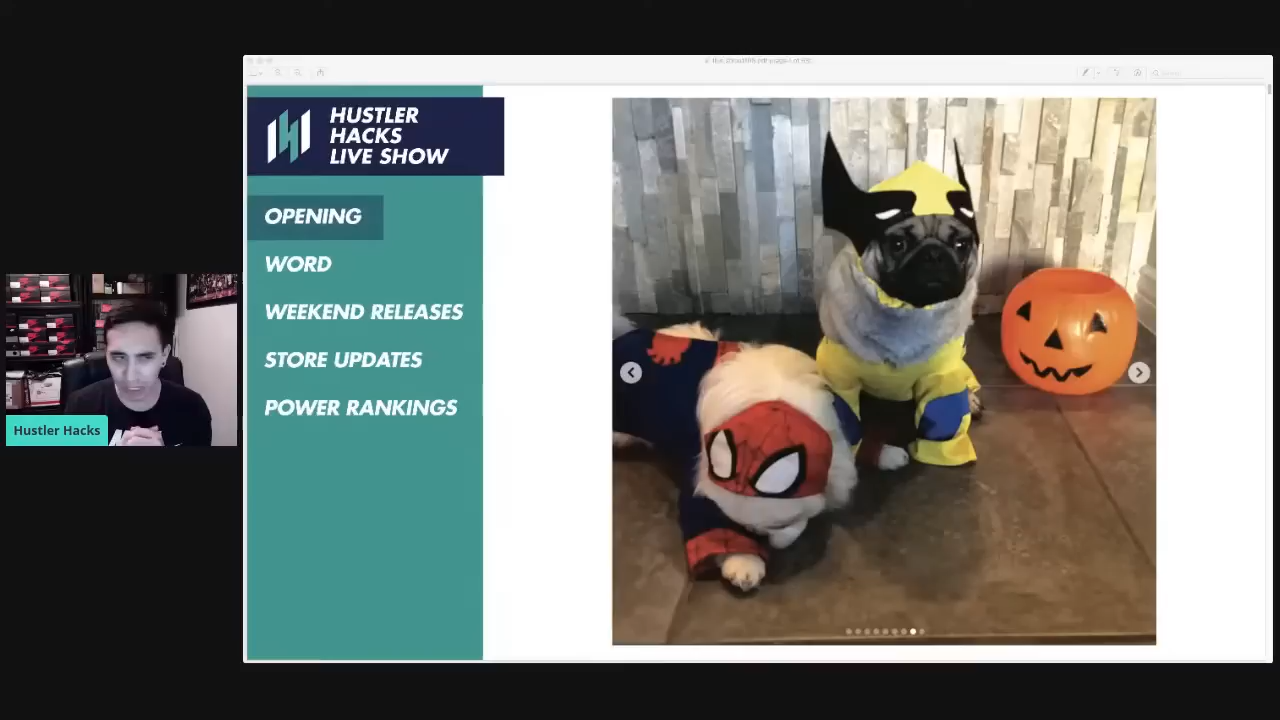 HUSTLER
HACKS
LIVE SHOW
OPENING
WORD
WEEKEND RELEASES
STORE UPDATES
POWER RANKINGS
Hustler Hacks